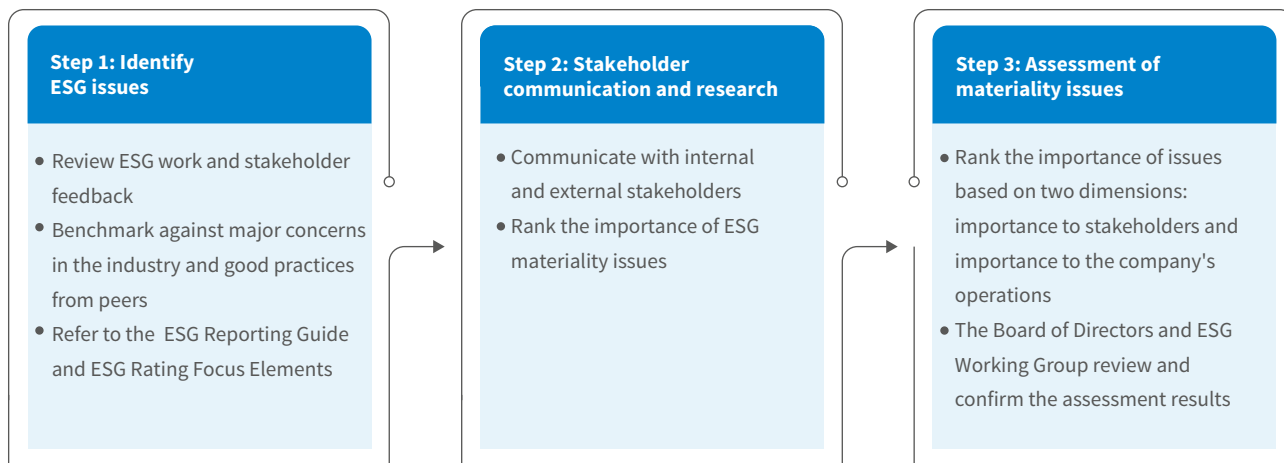 Step 1: Identify
ESG issues
• Review ESG work and stakeholder
feedback
• Benchmark against major concerns
in the industry and good practices
from peers
• Refer to the ESG Reporting Guide
and ESG Rating Focus Elements
Step 2: Stakeholder
communication and research
• Communicate with internal
and external stakeholders
• Rank the importance of ESG
materiality issues
Step 3: Assessment of
materiality issues
• Rank the importance of issues
based on two dimensions:
importance to stakeholders and
importance to the company's
operations
• The Board of Directors and ESG
Working Group review and
confirm the assessment results